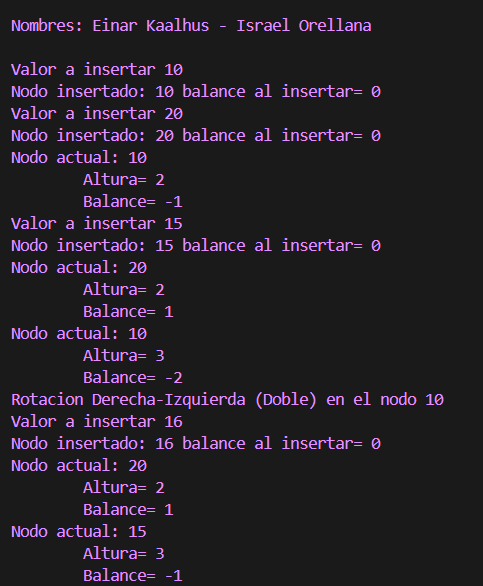 Nombres: Einar Kaalhus - Israel Orellana
Valor a insertar 10
Nodo insertado: 10 balance al insertar= 0
Valor a insertar 20
Nodo insertado: 20 balance al insertar= 0
Nodo actual: 10
Altura= 2
Balance= -1
Valor a insertar 15
Nodo insertado: 15 balance al insertar= 0
Nodo actual: 20
Altura= 2
Balance= 1
Nodo actual: 10
Altura= 3
Balance= -2
Rotacion Derecha-Izquierda (Doble) en el nodo 10
Valor a insertar 16
Nodo insertado: 16 balance al insertar= 0
Nodo actual: 20
Altura= 2
Balance= 1
Nodo actual: 15
Altura= 3
Balance= -1